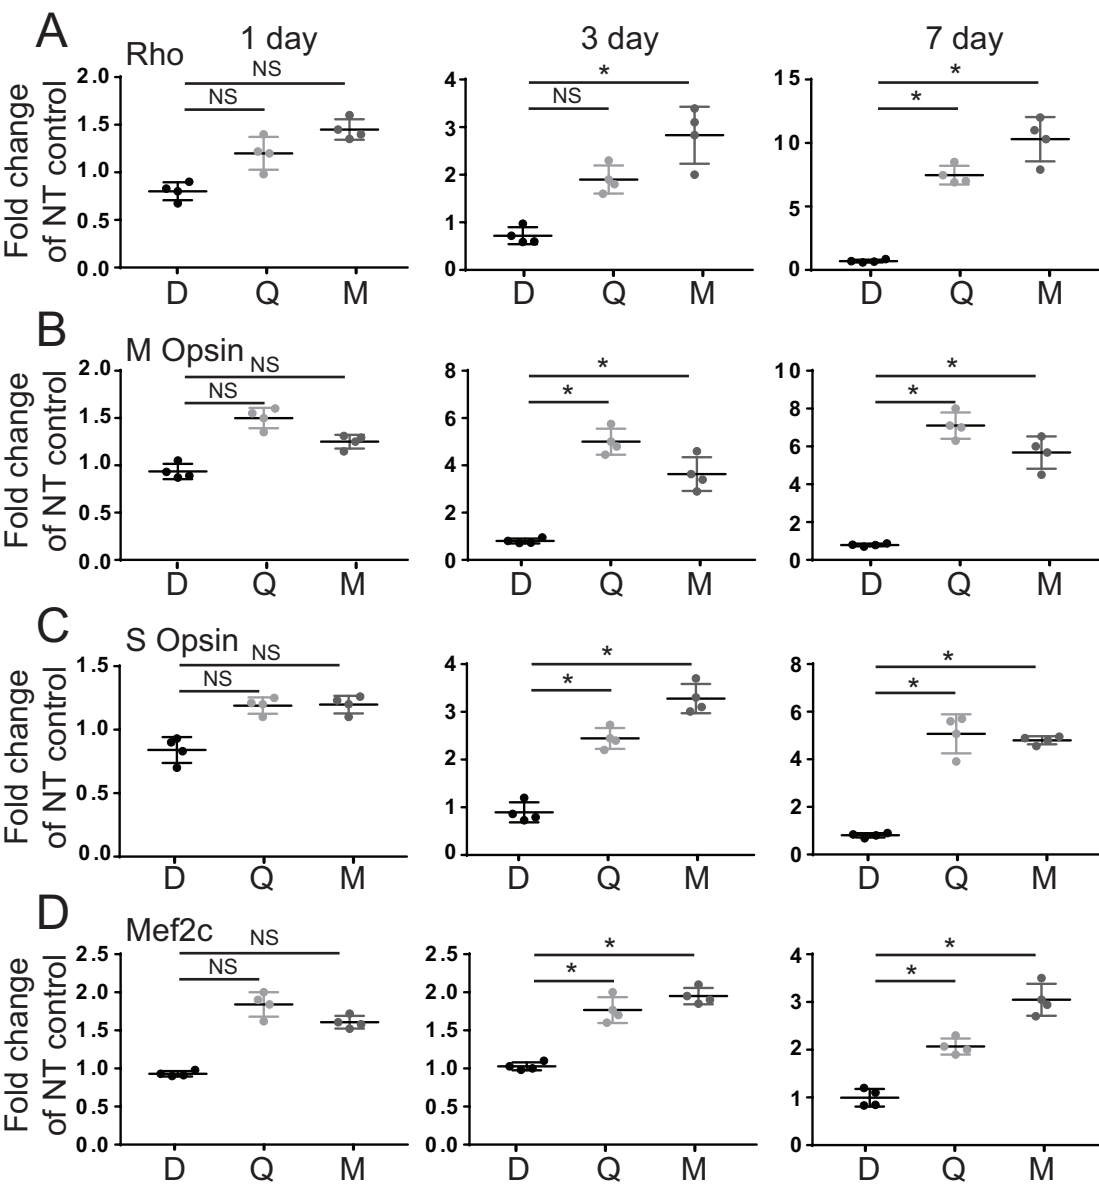 A
1 day
3 day
7 day
Rho
Fold change
of NT control
2.0
1.5
1.0
0.5
0.0
NS
NS
D
Q
M
4
3
2
1
0
*
NS
D
Q
M
15
10
5
0
*
*
D
Q
M
B
M Opsin
Fold change
of NT control
2.0
1.5
1.0
0.5
0.0
NS
NS
D
Q
M
8
6
4
2
0
*
*
D
Q
M
10
8
6
4
2
0
*
*
D
Q
M
C
S Opsin
Fold change
of NT control
1.5
1.0
0.5
0.0
NS
NS
D
Q
M
4
3
2
1
0
*
*
D
Q
M
8
6
4
2
0
*
*
D
Q
M
D
Mef2c
Fold change
of NT control
2.5
2.0
1.5
1.0
0.5
0.0
NS
NS
D
Q
M
2.5
2.0
1.5
1.0
0.5
0.0
*
*
D
Q
M
4
3
2
1
0
*
*
D
Q
M